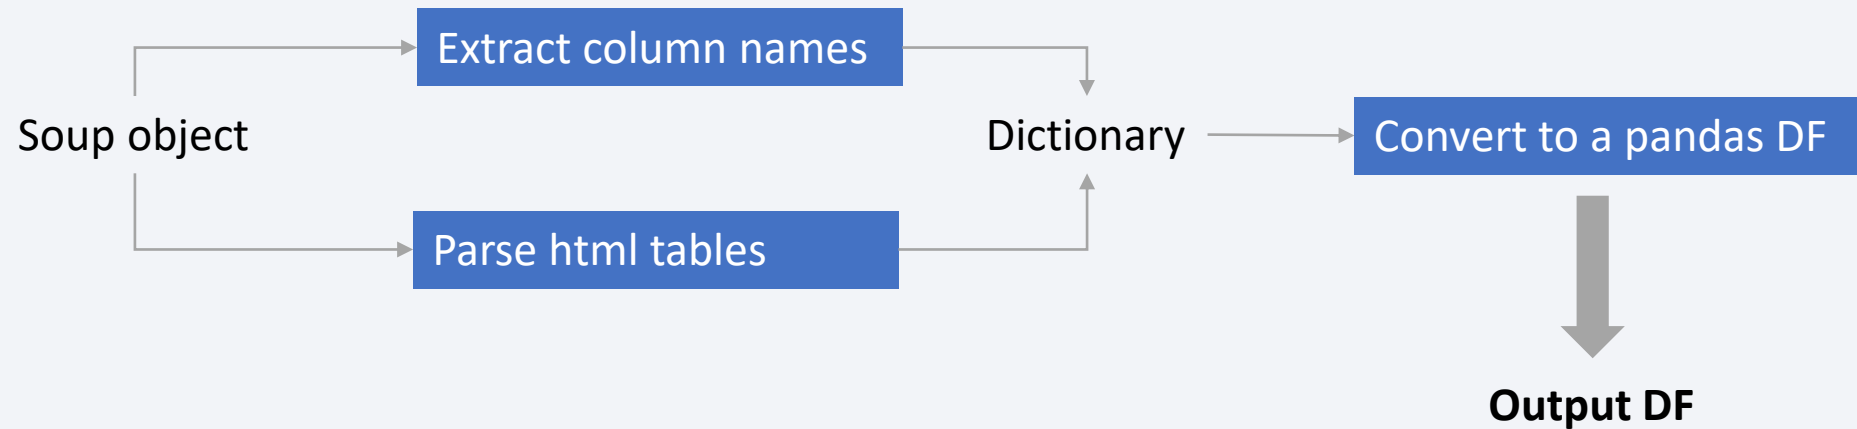 Extract column names
Soup object
Dictionary
Convert to a pandas DF
Parse html tables
Output DF